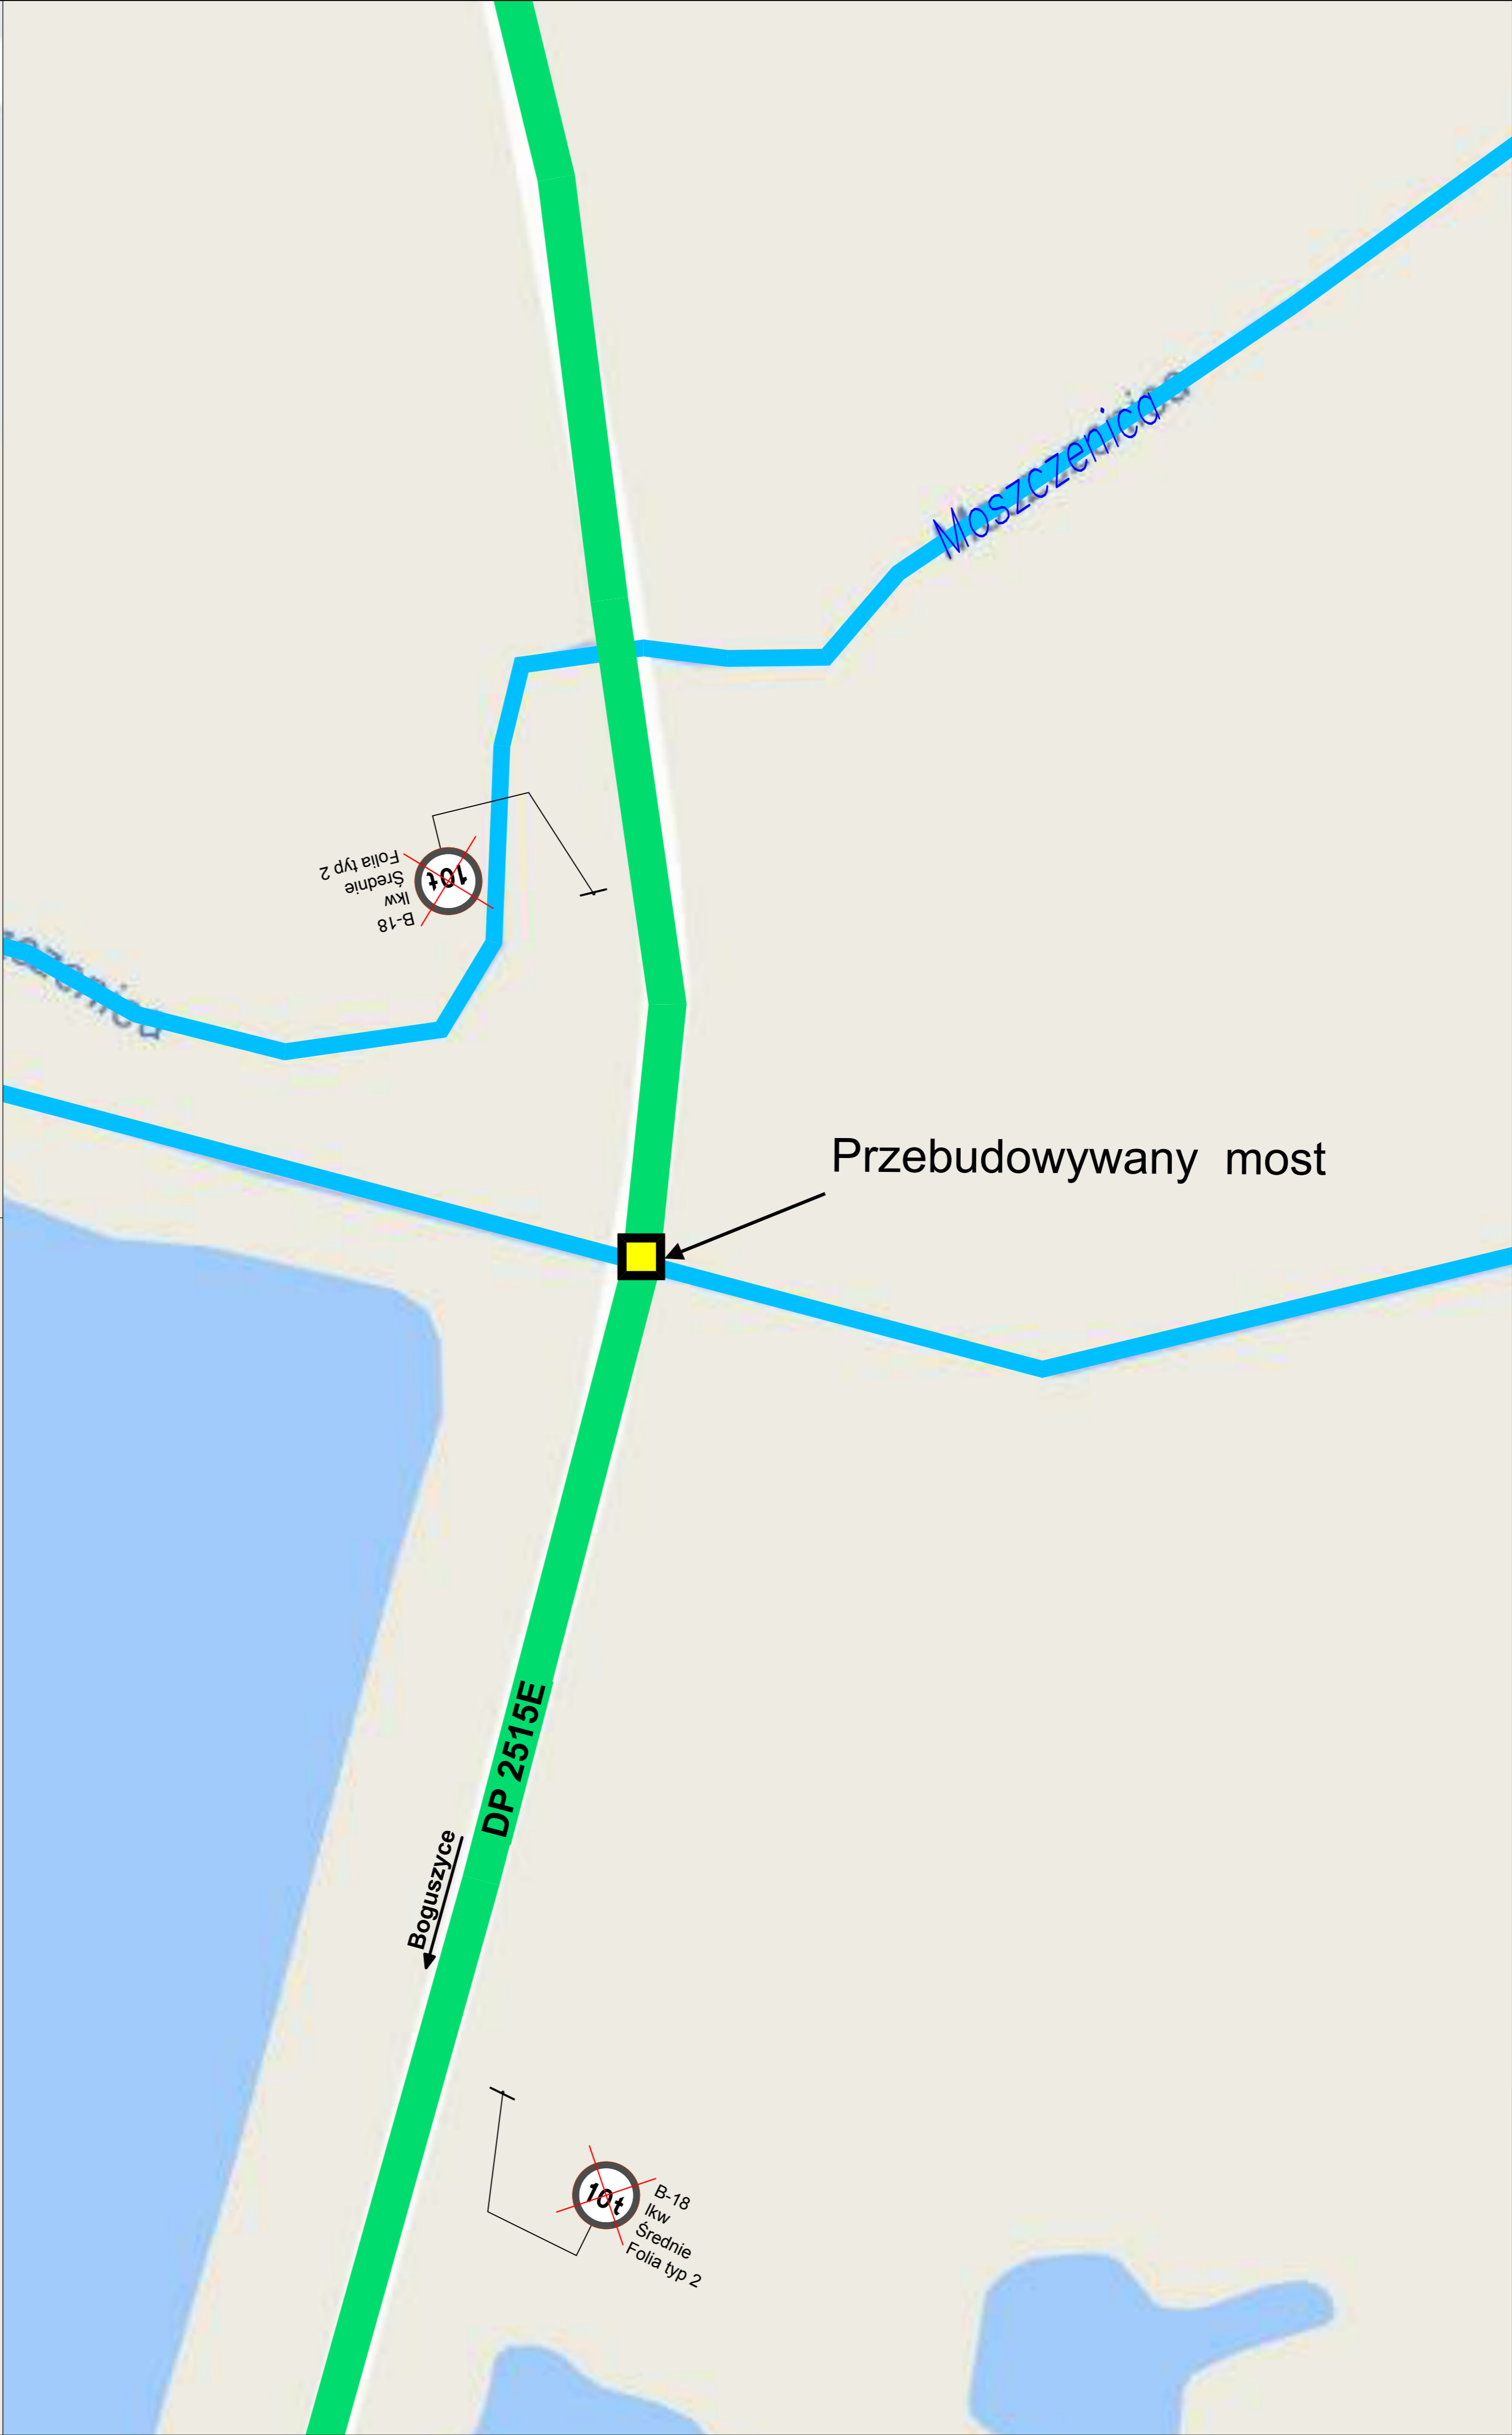 Moszczenica
10t
B-18
Ikw
Średnie
Folia typ 2
Przebudowywany most
DP 2515E
Boguszyce
10t
B-18
Ikw
Średnie
Folia typ 2